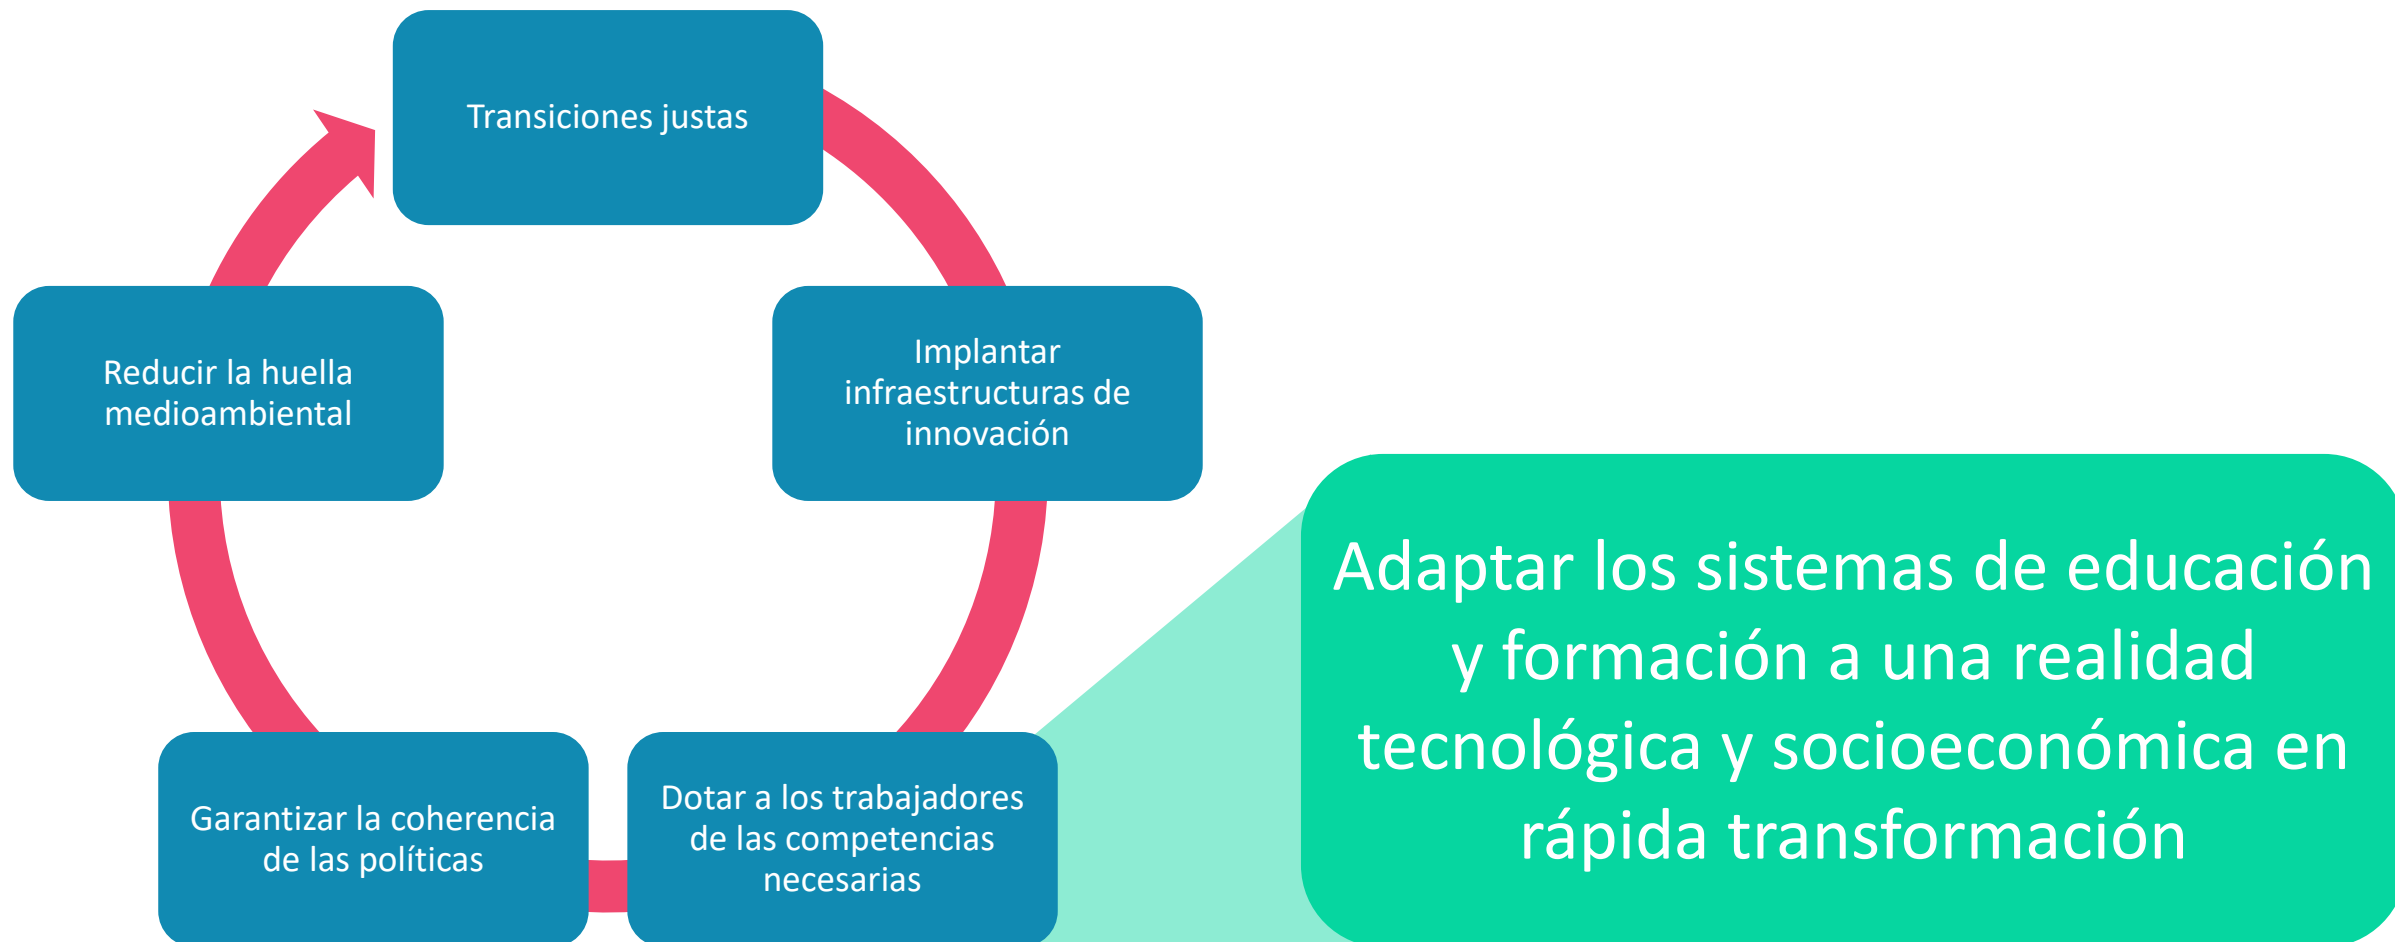 Transiciones justas
Implantar
infraestructuras de
innovación
Dotar a los trabajadores
de las competencias
necesarias
Garantizar la coherencia
de las políticas
Reducir la huella
medioambiental
Adaptar los sistemas de educación
y formación a una realidad
tecnológica y socioeconómica en
rápida transformación